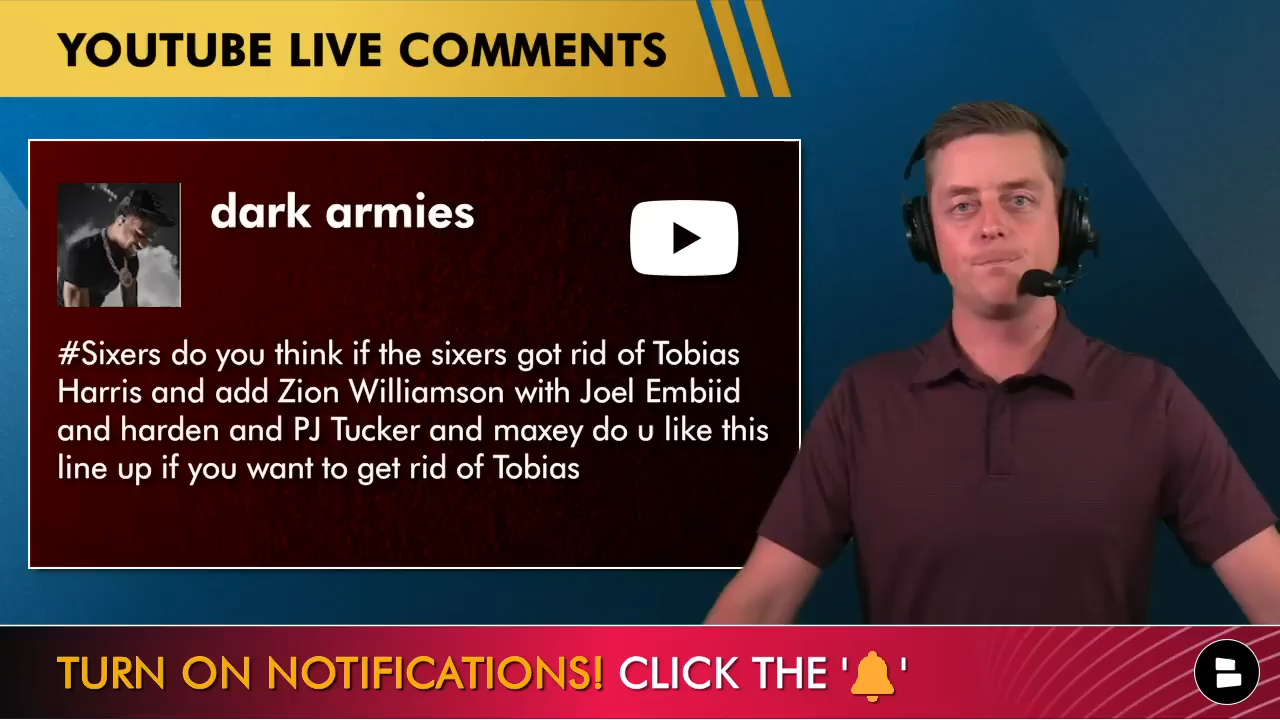 YOUTUBE LIVE COMMENTS
dark armies
#Sixers do you think if the sixers got rid of Tobias
Harris and add Zion Williamson with Joel Embiid
and harden and PJ Tucker and maxey do u like this
line up if you want to get rid of Tobias
TURN ON NOTIFICATIONS! CLICK THE ' '